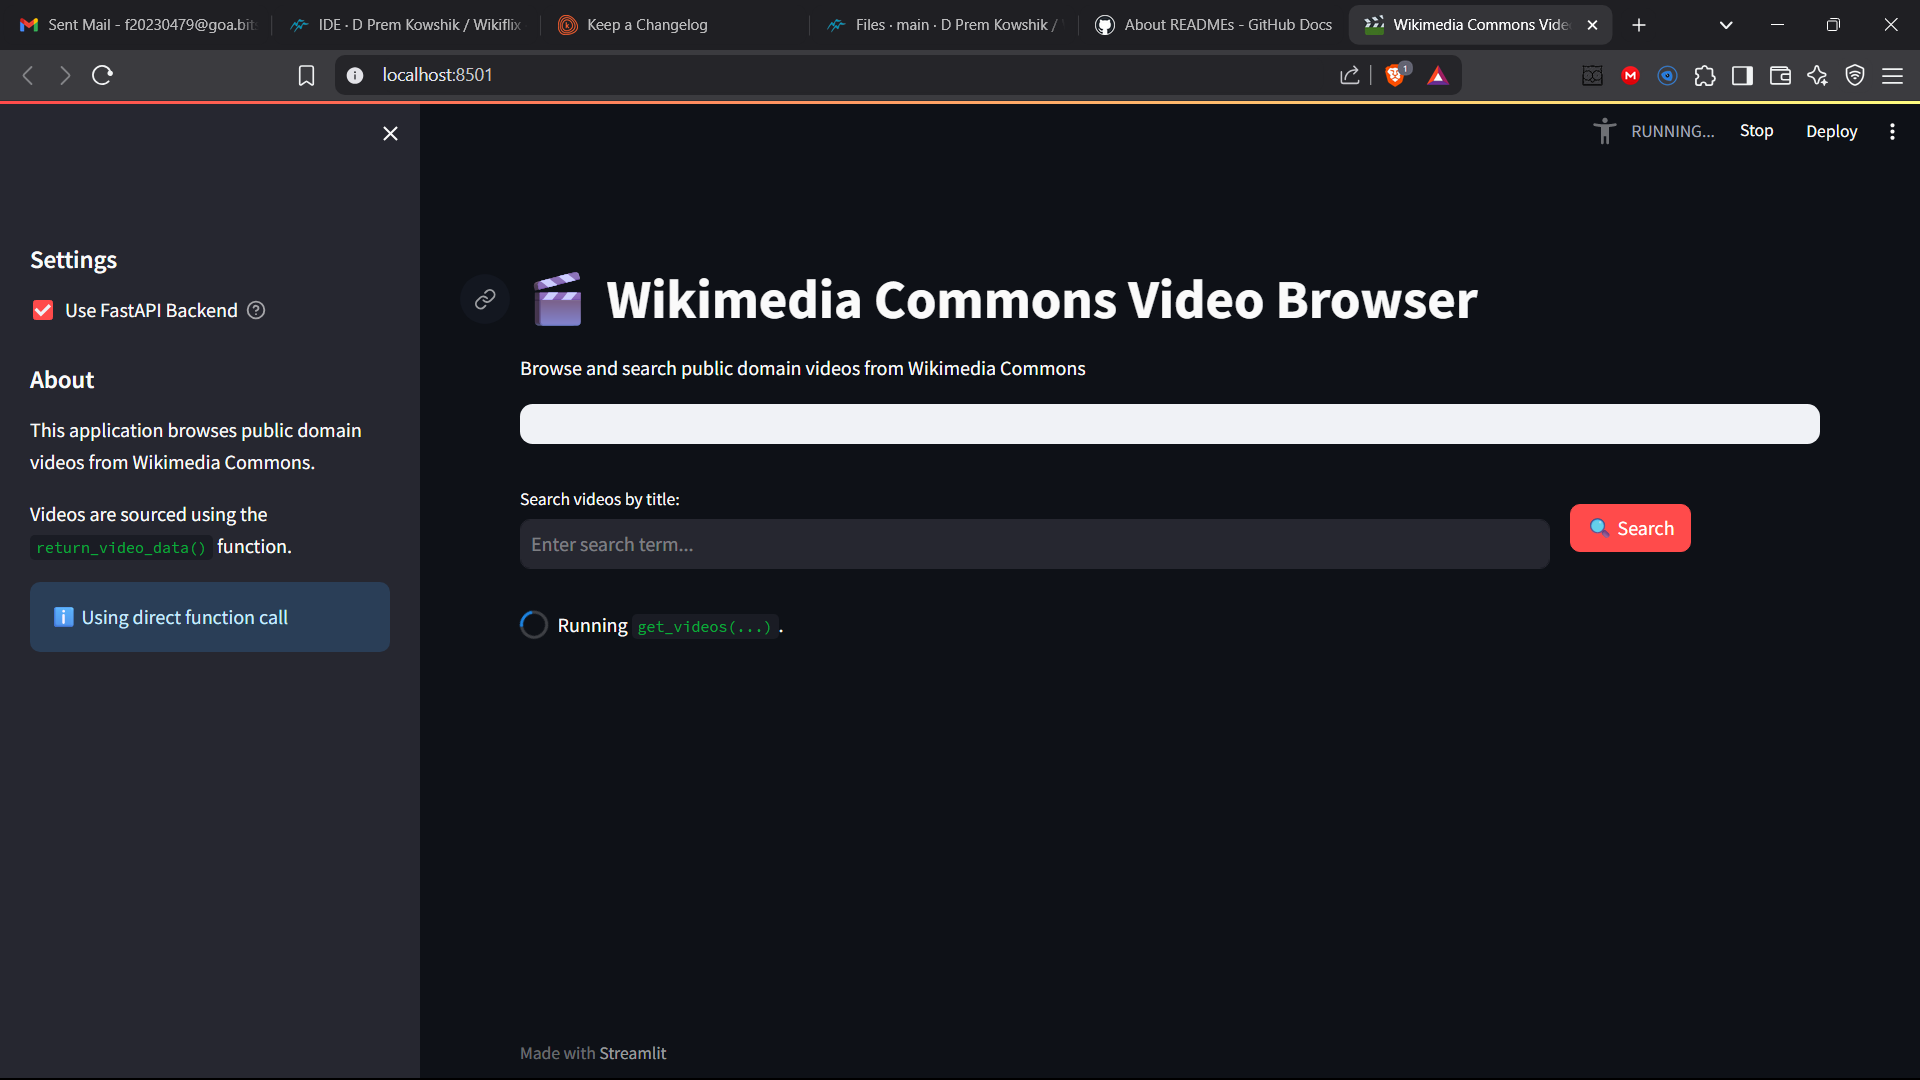 Sent Mail - f20230479@goa.bits
IDE · D Prem Kowshik / Wikiflix
Keep a Changelog
Files · main · D Prem Kowshik /
About READMEs - GitHub Docs
Wikimedia Commons Vide
localhost:8501
1
M
RUNNING...
Stop
Deploy
Settings
Use FastAPI Backend
About
This application browses public domain
videos from Wikimedia Commons.
Videos are sourced using the
return_video_data() function.
Using direct function call
Wikimedia Commons Video Browser
Browse and search public domain videos from Wikimedia Commons
Search videos by title:
Enter search term...
Search
Running get_videos(...).
Made with Streamlit